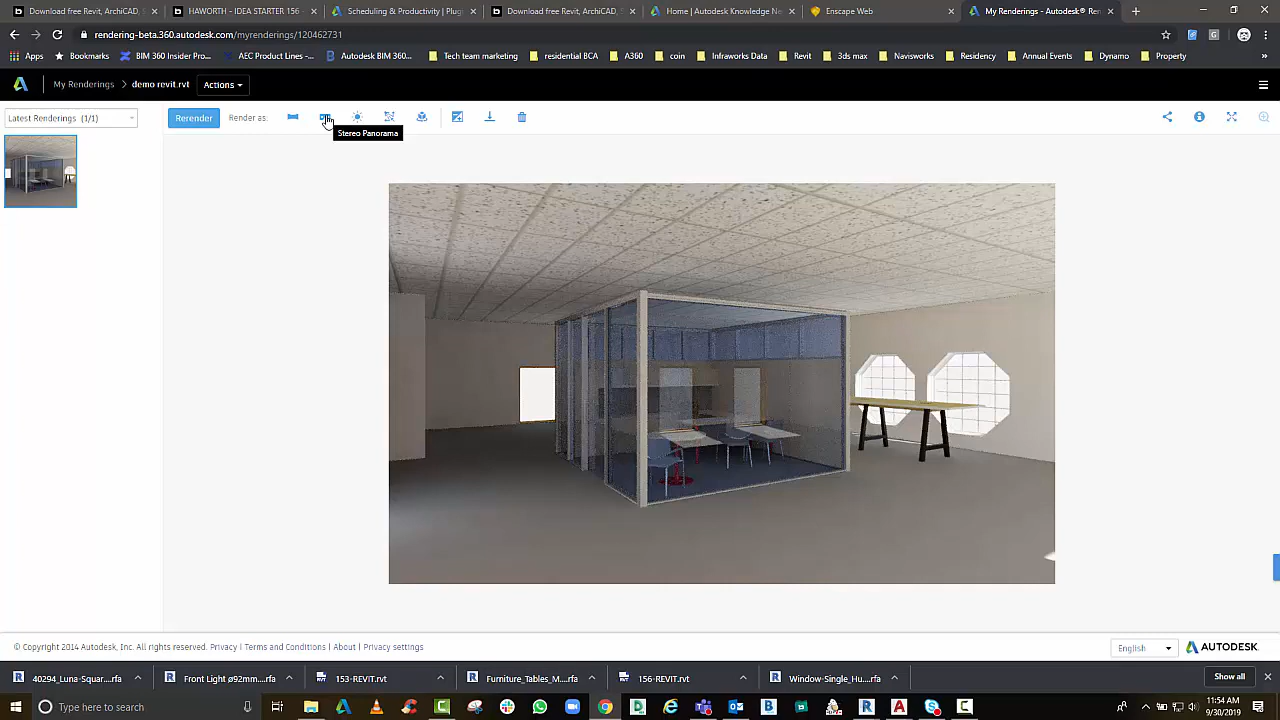 Download free Revit, ArchiCAD, S
HAWORTH - IDEA STARTER 156 -
Scheduling & Productivity | Plug
Download free Revit, ArchiCAD, S
Home | Autodesk Knowledge Ne
Enscape Web
My Renderings - Autodesk® Ren
rendering-beta.360.autodesk.com/myrenderings/120462731
Apps
Bookmarks
BIM 360 Insider Pro...
AEC Product Lines -...
Autodesk BIM 360...
Tech team marketing
residential BCA
A360
coin
Infraworks Data
Revit
3ds max
Navisworks
Residency
Annual Events
Dynamo
Property
My Renderings
demo revit.rvt
Actions
Latest Renderings (1/1)
Rerender
Render as:
Stereo Panorama
© Copyright 2014 Autodesk, Inc. All rights reserved. Privacy | Terms and Conditions | About | Privacy settings
English
AUTODESK
40294_Luna-Squar....rfa
Front Light ø92mm....rfa
153-REVIT.rvt
Furniture_Tables_M....rfa
156-REVIT.rvt
Window-Single_Hu....rfa
Show all
Type here to search
11:54 AM
9/30/2019